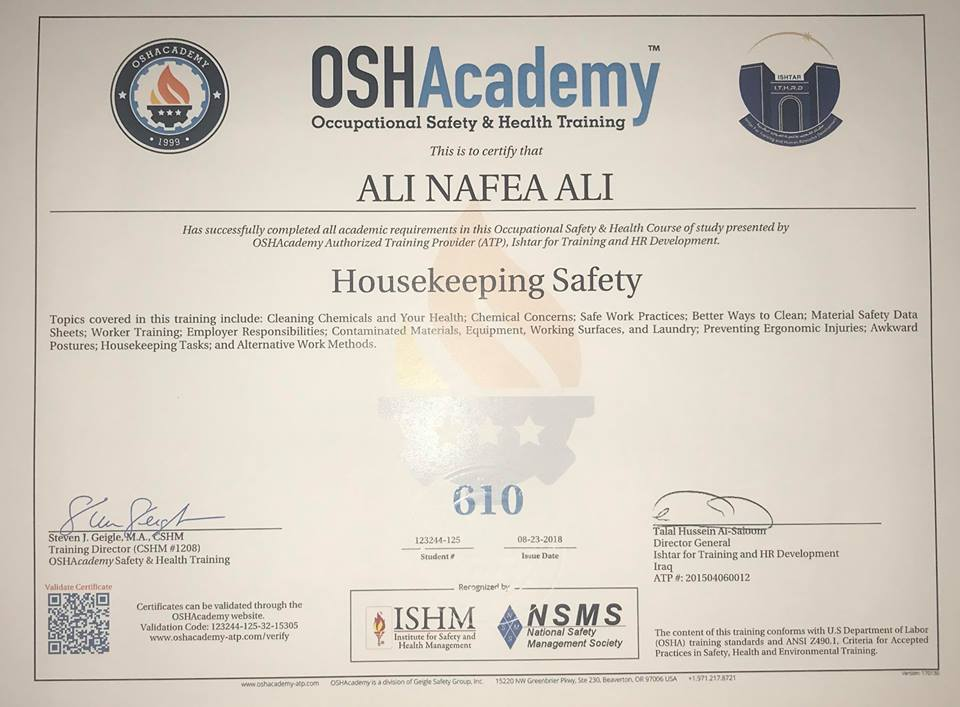 OSHACADEMY
1999
OSHAcademy™
Occupational Safety & Health Training
ISHTAR
I.T.H.R.D
This is to certify that
ALI NAFEA ALI
Has successfully completed all academic requirements in this Occupational Safety & Health Course of study presented by
OSHAcademy Authorized Training Provider (ATP), Ishtar for Training and HR Development.
Housekeeping Safety
Topics covered in this training include: Cleaning Chemicals and Your Health; Chemical Concerns; Safe Work Practices; Better Ways to Clean; Material Safety Data
Sheets; Worker Training; Employer Responsibilities; Contaminated Materials, Equipment, Working Surfaces, and Laundry; Preventing Ergonomic Injuries; Awkward
Postures; Housekeeping Tasks; and Alternative Work Methods.
610
Steven J. Geigle, M.A., CSHM
Training Director (CSHM #1208)
OSHAcademy Safety & Health Training
123244-125
Student #
08-23-2018
Issue Date
Talal Hussein Al-Saloum
Director General
Ishtar for Training and HR Development
Iraq
ATP #: 201504060012
Validate Certificate
Certificates can be validated through the
OSHAcademy website.
Validation Code: 123244-125-32-15305
www.oshacademy-atp.com/verify
Recognized by
ISHM
Institute for Safety and
Health Management
NSMS
National Safety
Management Society
The content of this training conforms with U.S Department of Labor
(OSHA) training standards and ANSI Z490.1, Criteria for Accepted
Practices in Safety, Health and Environmental Training.
www.oshacademy-atp.com OSHAcademy is a division of Geigle Safety Group, Inc. 15220 NW Greenbrier Pkwy, Ste 230, Beaverton, OR 97006 USA +1.971.217.8721